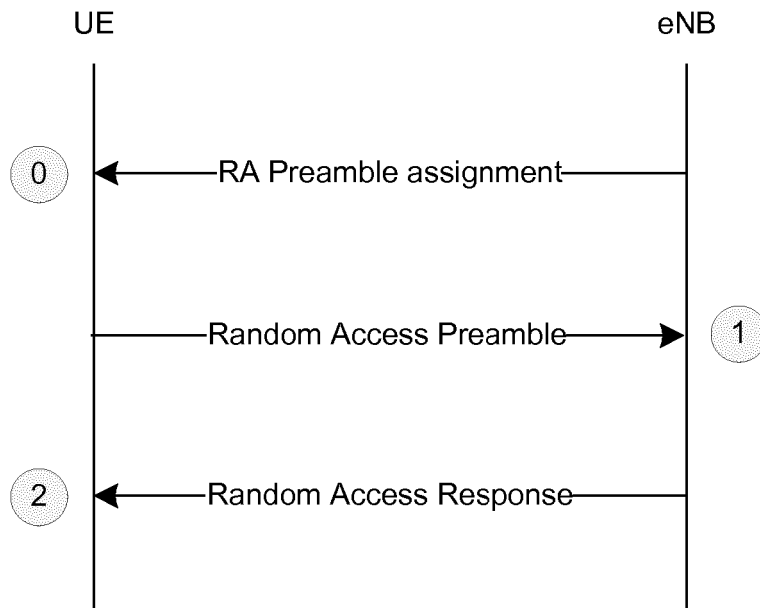 UE
eNB
0
RA Preamble assignment
Random Access Preamble
1
2
Random Access Response